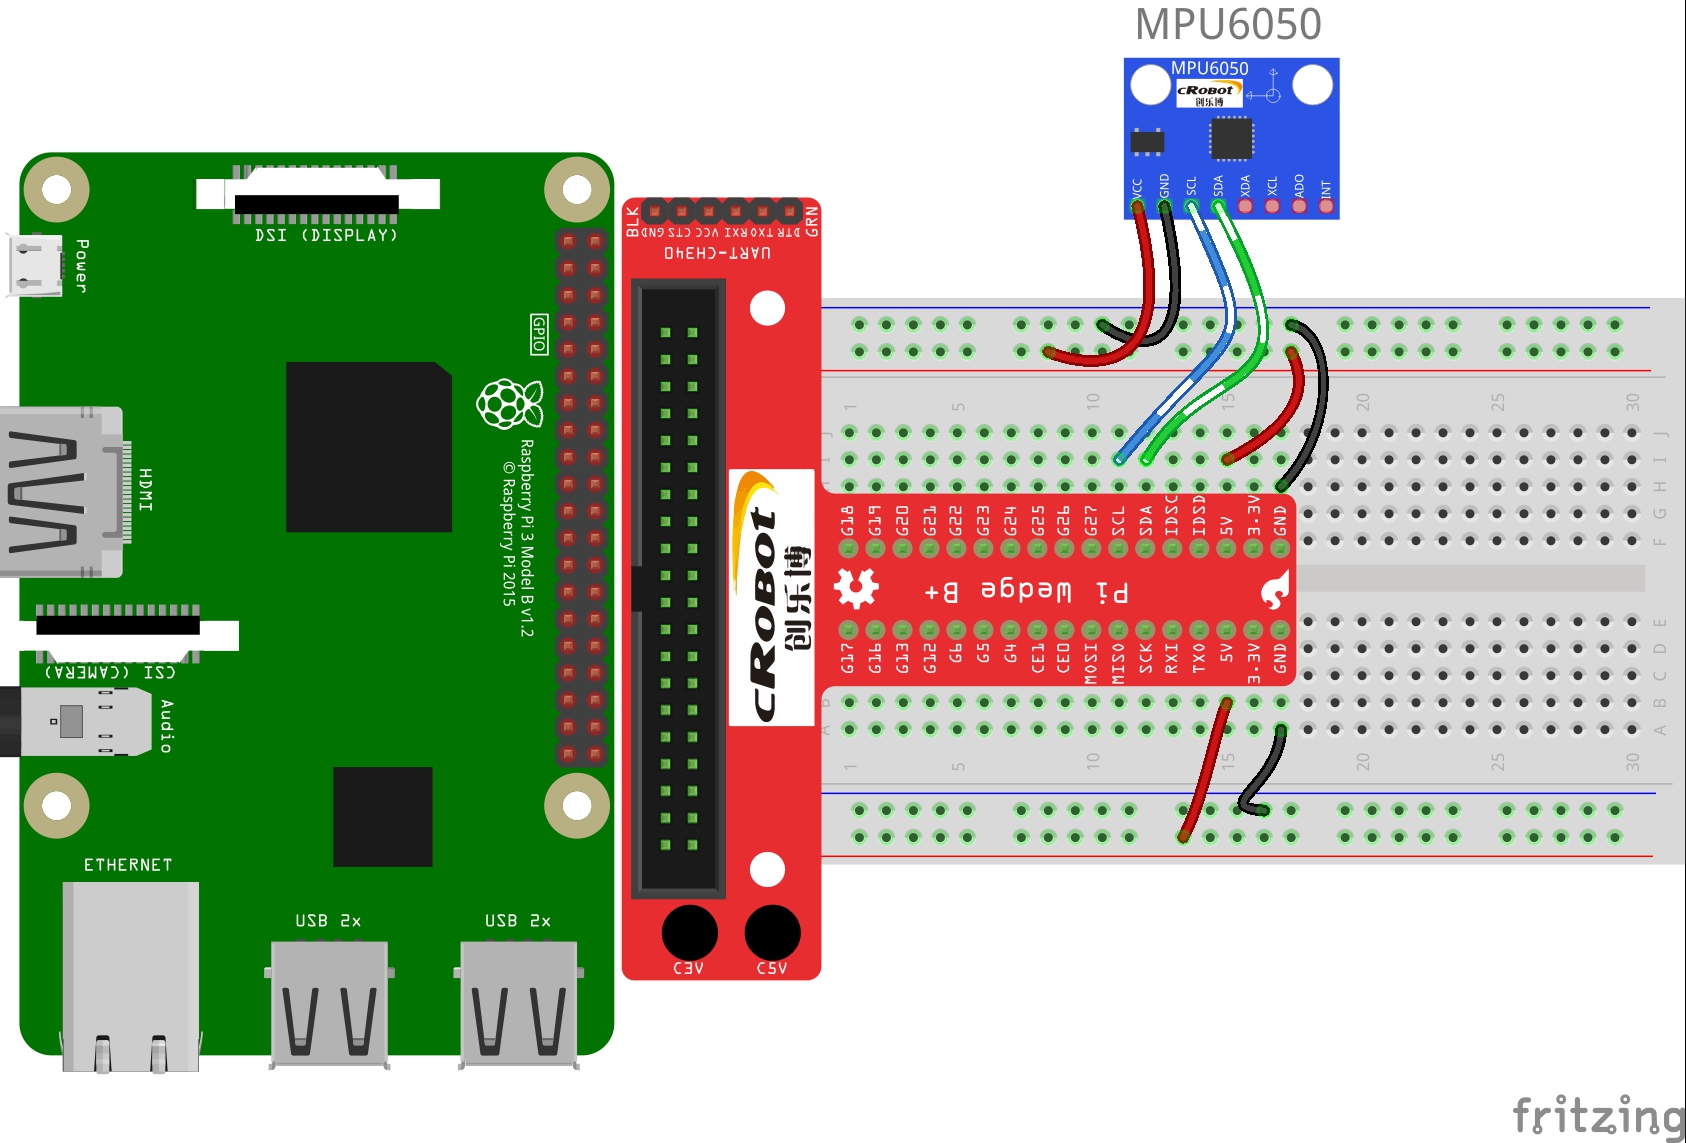 MPU6050
MPU6050
cRobot
创乐博
VCC GND SCL SDA XDA XCL ADO INT
DSI (DISPLAY)
Power
GPIO
HDMI
Raspberry Pi 3 Model B v1.2
© Raspberry Pi 2015
CSI (CAMERA)
Audio
ETHERNET
USB 2x
USB 2x
BLK
GND CTS VCC RXI TXO DTR
GRN
UART-CH340
cRobot
创乐博
C3V
C5V
1 5 10 15 20 25 30
J
I
H
G
F
G18 G19 G20 G21 G22 G23 G24 G25 G26 G27 SCL SDA IDSC IDSD 5V 3.3V GND
Pi Wedge B+
G17 G16 G13 G12 G6 G5 G4 CE1 CE0 MOSI MISO SCK RXI TXO 5V 3.3V GND
E
D
C
B B
A A
1 5 10 15 20 25 30
fritzing